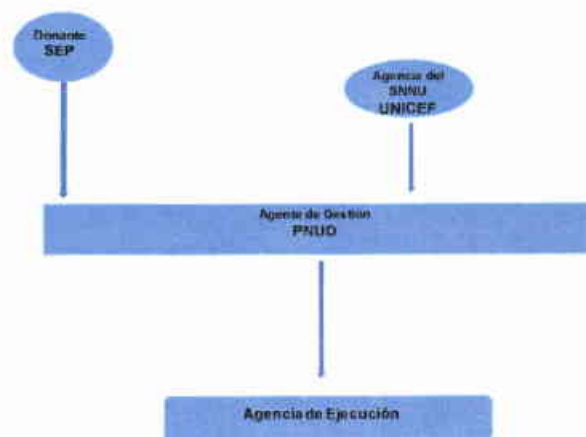 Donante
SEP
Agencia del
SNNU
UNICEF
Agente de Gestión
PNUD
Agencia de Ejecución